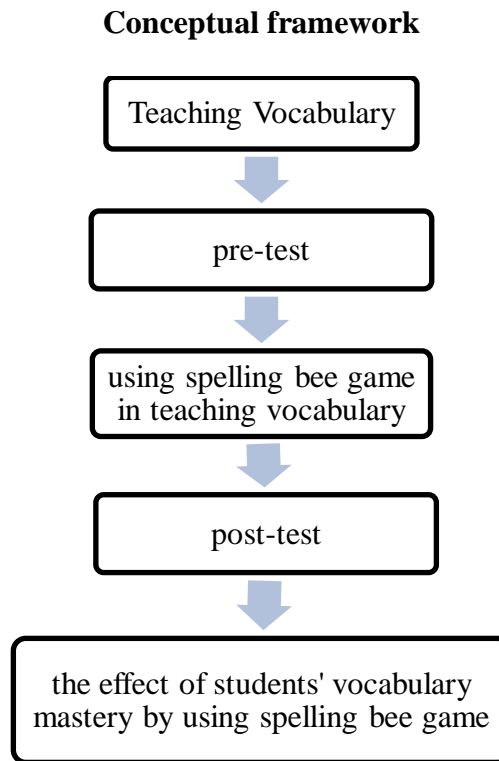 Conceptual framework
Teaching Vocabulary
pre-test
using spelling bee game
in teaching vocabulary
post-test
the effect of students' vocabulary
mastery by using spelling bee game